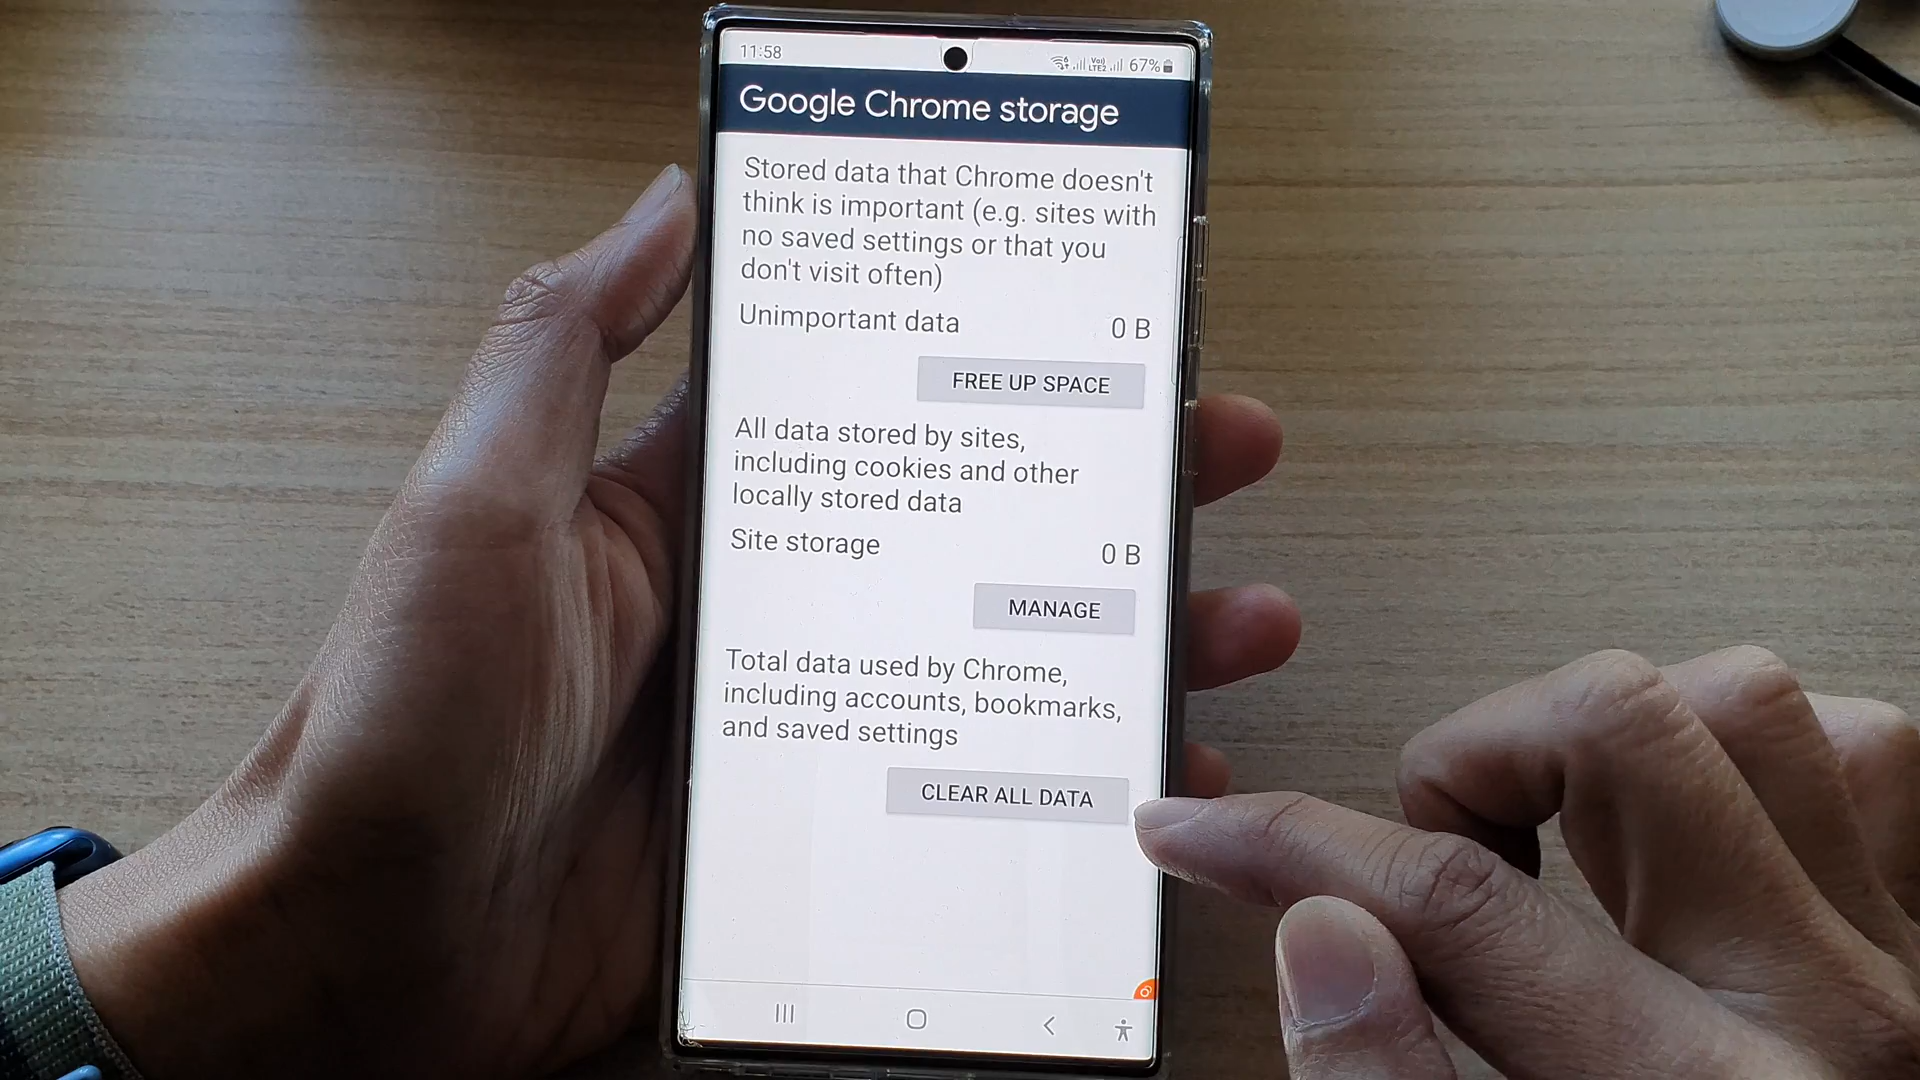 11:58
Vo)
LTE2
67%
Google Chrome storage
Stored data that Chrome doesn't
think is important (e.g. sites with
no saved settings or that you
don't visit often)
Unimportant data 0 B
FREE UP SPACE
All data stored by sites,
including cookies and other
locally stored data
Site storage 0 B
MANAGE
Total data used by Chrome,
including accounts, bookmarks,
and saved settings
CLEAR ALL DATA